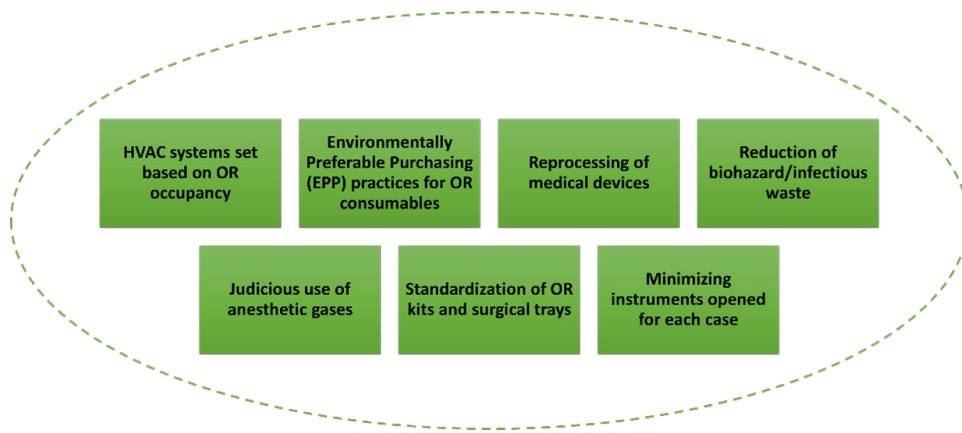 HVAC systems set
based on OR
occupancy
Environmentally
Preferable Purchasing
(EPP) practices for OR
consumables
Reprocessing of
medical devices
Reduction of
biohazard/infectious
waste
Judicious use of
anesthetic gases
Standardization of OR
kits and surgical trays
Minimizing
instruments opened
for each case